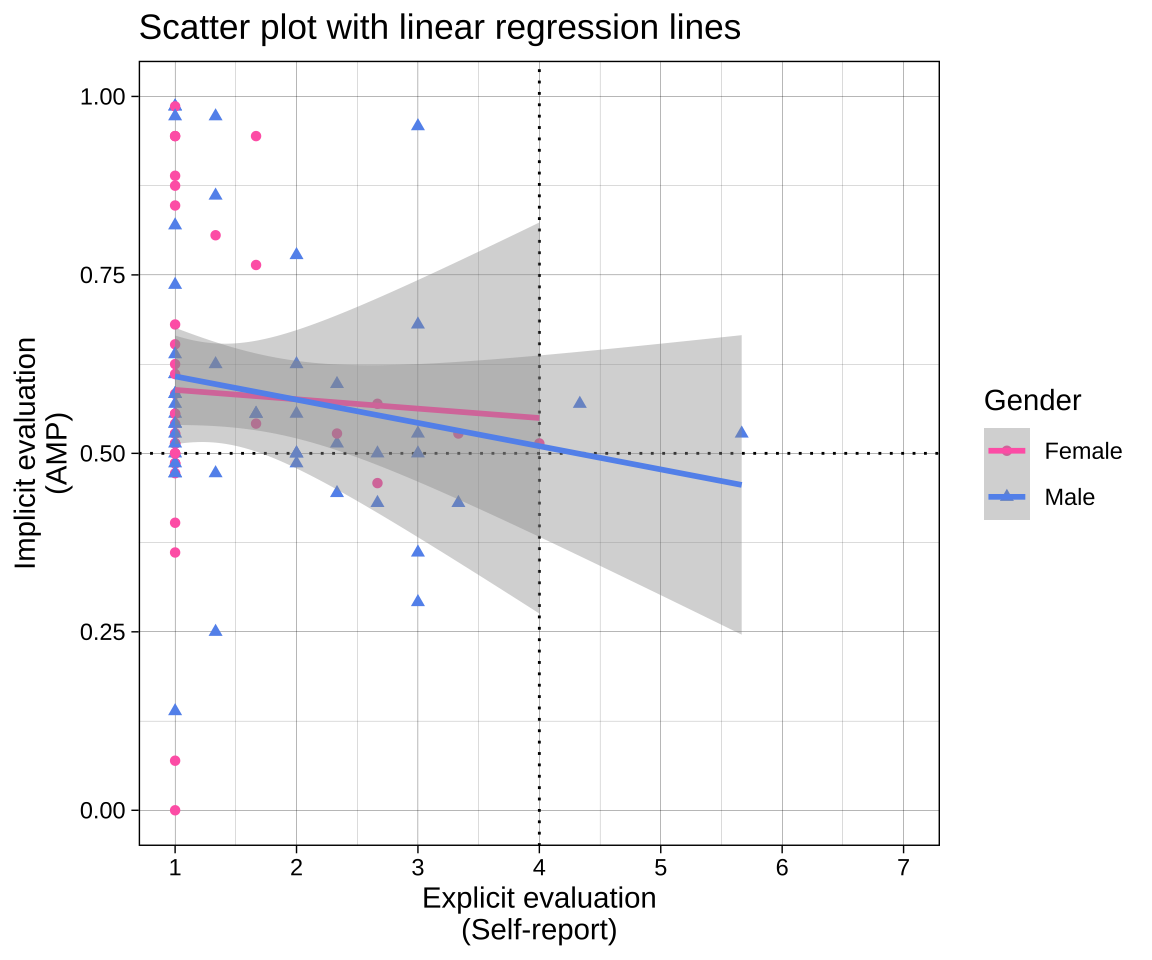 Scatter plot with linear regression lines
1.00
0.75
0.50
0.25
0.00
Implicit evaluation
(AMP)
1 2 3 4 5 6 7
Explicit evaluation
(Self-report)
Gender
Female
Male